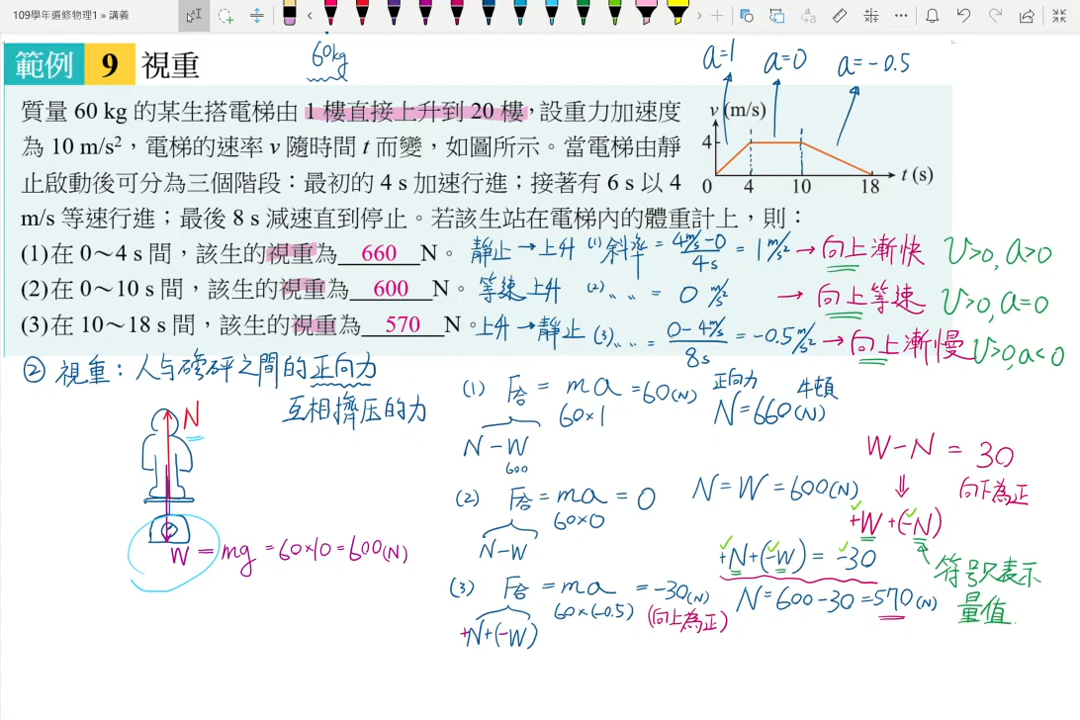 109學年選修物理1 » 講義
60kg
範例 9 視重
a=1 a=0 a=-0.5
質量 60 kg 的某生搭電梯由 1 樓直接上升到 20 樓，設重力加速度
為 10 m/s²，電梯的速率 v 隨時間 t 而變，如圖所示。當電梯由靜
止啟動後可分為三個階段：最初的 4 s 加速行進；接著有 6 s 以 4
m/s 等速行進；最後 8 s 減速直到停止。若該生站在電梯內的體重計上，則：
v (m/s)
4
0 4 10 18 t (s)
(1)在 0～4 s 間，該生的視重為 660 N。
靜止→上升 (1) 斜率 = 4m/s-0 / 4s = 1 m/s² → 向上漸快 V>0, a>0
(2)在 0～10 s 間，該生的視重為 600 N。
等速上升 (2) 〃 〃 = 0 m/s² → 向上等速 V>0, a=0
(3)在 10～18 s 間，該生的視重為 570 N。
上升→靜止 (3) 〃 〃 = 0-4m/s / 8s = -0.5 m/s² → 向上漸慢 V>0, a<0
② 視重：人与磅砰之間的正向力
互相擠压的力
N
W = mg = 60×10 = 600(N)
(1) F合 = ma = 60(N)
60×1
N-W
600
正向力 牛頓
N=660(N)
(2) F合 = ma = 0
60×0
N-W
N=W=600(N)
(3) F合 = ma = -30(N)
60×(-0.5) (向上為正)
+N+(-W)
+N+(-W) = -30
N=600-30=570(N)
W-N = 30
向下為正
⇓
+W+(-N)
符号只表示
量值